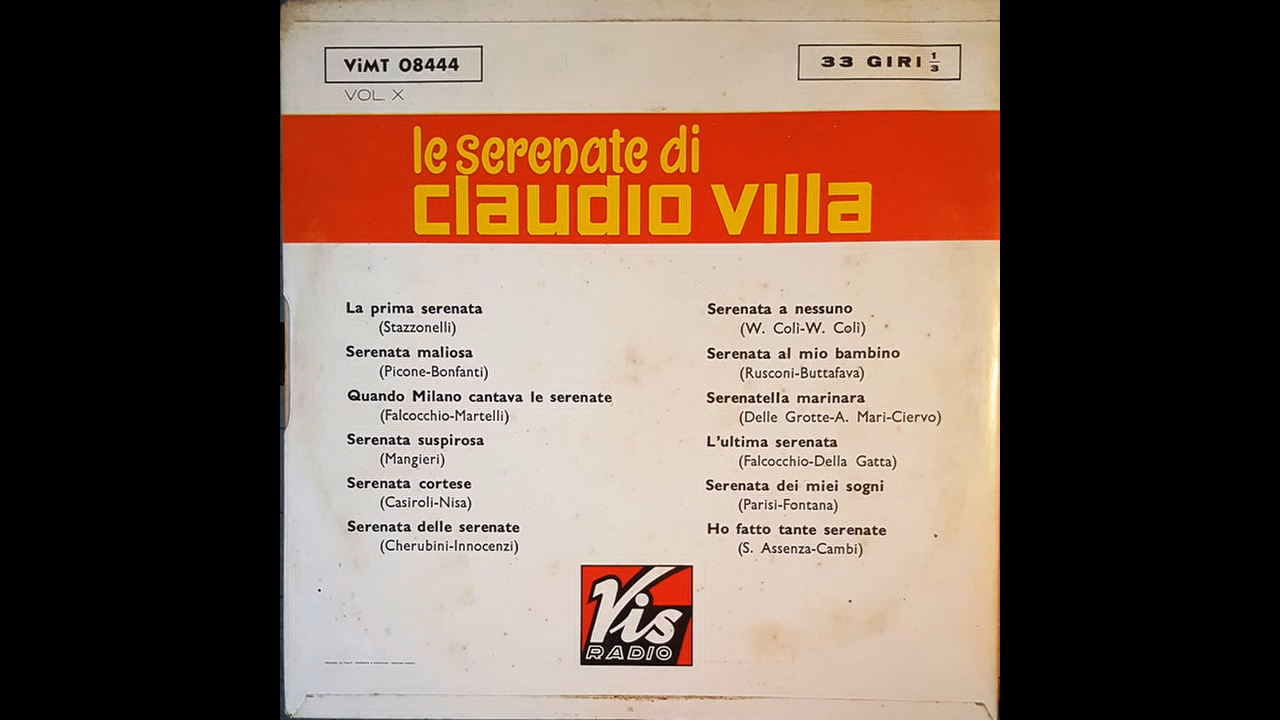 ViMT 08444
33 GIRI 1/3
VOL. X
le serenate di
claudio villa
La prima serenata
(Stazzonelli)
Serenata maliosa
(Picone-Bonfanti)
Quando Milano cantava le serenate
(Falcocchio-Martelli)
Serenata suspirosa
(Mangieri)
Serenata cortese
(Casiroli-Nisa)
Serenata delle serenate
(Cherubini-Innocenzi)
Serenata a nessuno
(W. Colì-W. Colì)
Serenata al mio bambino
(Rusconi-Buttafava)
Serenatella marinara
(Delle Grotte-A. Mari-Ciervo)
L'ultima serenata
(Falcocchio-Della Gatta)
Serenata dei miei sogni
(Parisi-Fontana)
Ho fatto tante serenate
(S. Assenza-Cambi)
Vis
RADIO